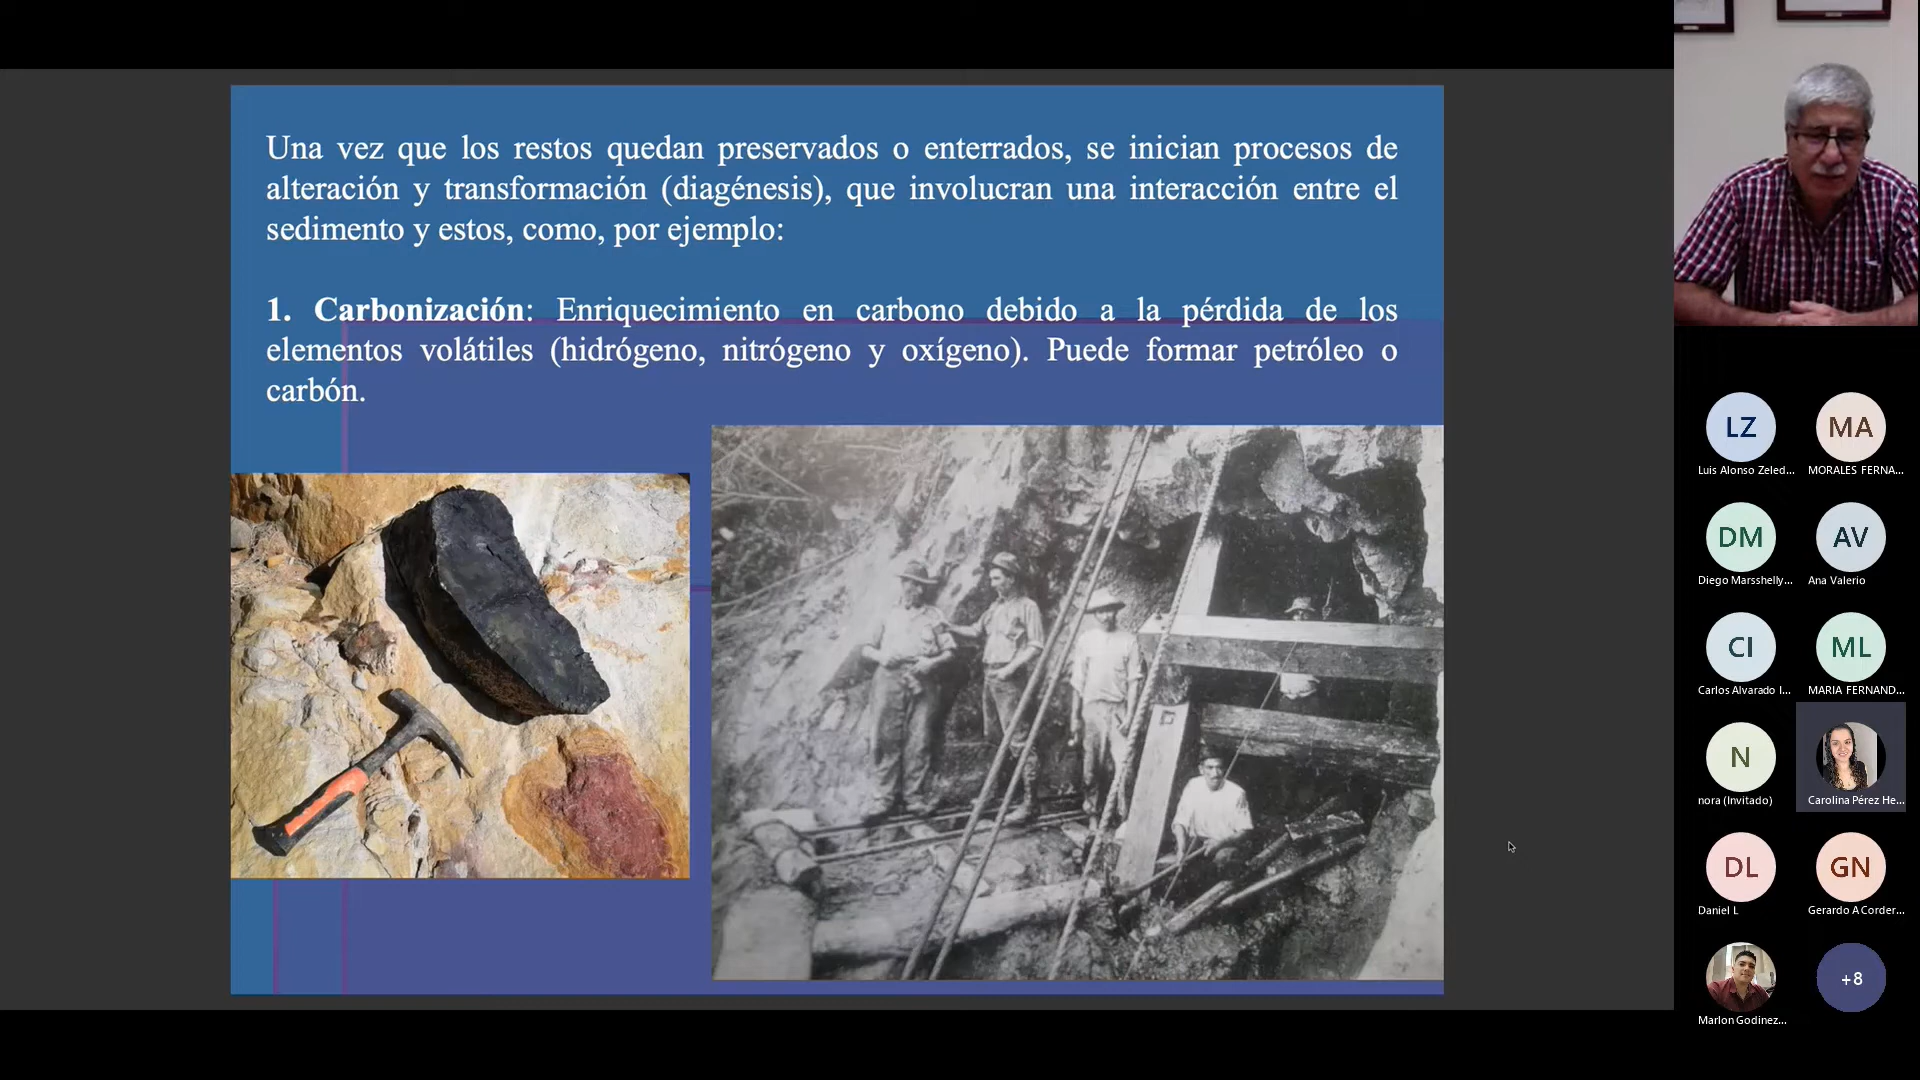 Una vez que los restos quedan preservados o enterrados, se inician procesos de
alteración y transformación (diagénesis), que involucran una interacción entre el
sedimento y estos, como, por ejemplo:
1. Carbonización: Enriquecimiento en carbono debido a la pérdida de los
elementos volátiles (hidrógeno, nitrógeno y oxígeno). Puede formar petróleo o
carbón.
LZ
Luis Alonso Zeled...
MA
MORALES FERNA...
DM
Diego Marsshelly...
AV
Ana Valerio
CI
Carlos Alvarado I...
ML
MARIA FERNAND...
N
nora (Invitado)
Carolina Pérez He...
DL
Daniel L
GN
Gerardo A Corder...
Marlon Godinez...
+8